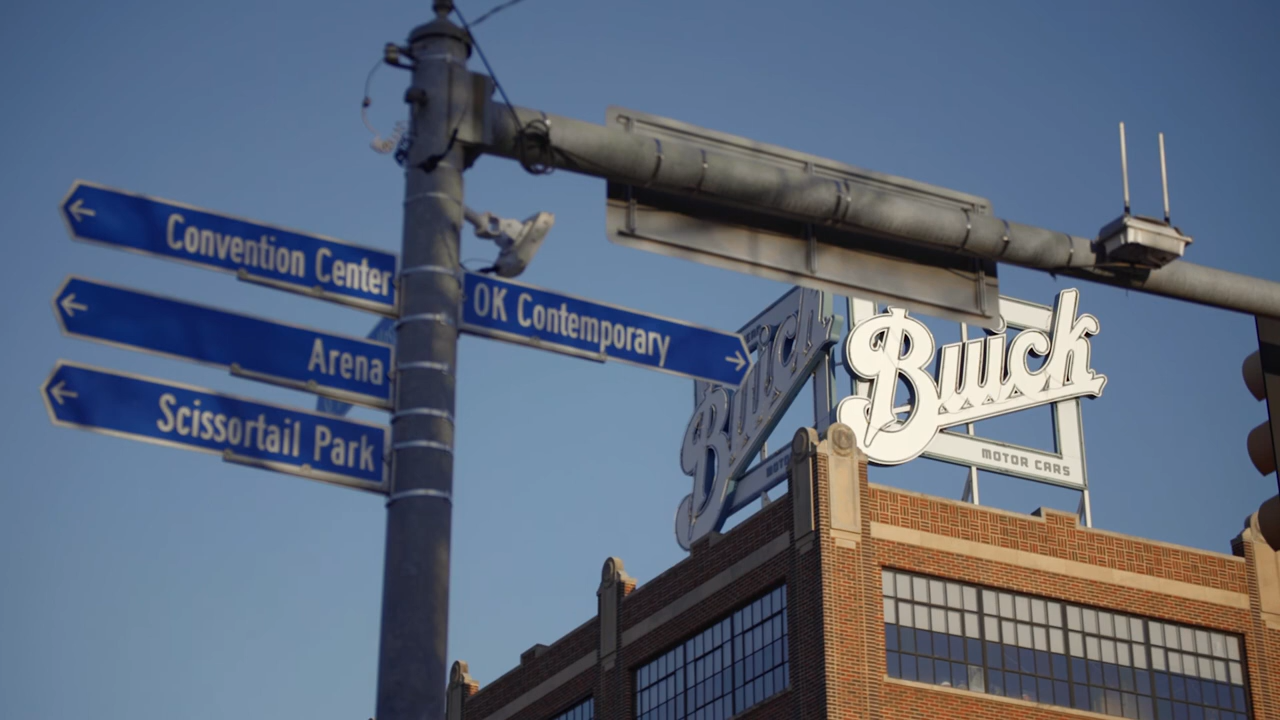 Convention Center
Arena
Scissortail Park
OK Contemporary
Buick
Buick
MOTOR CARS